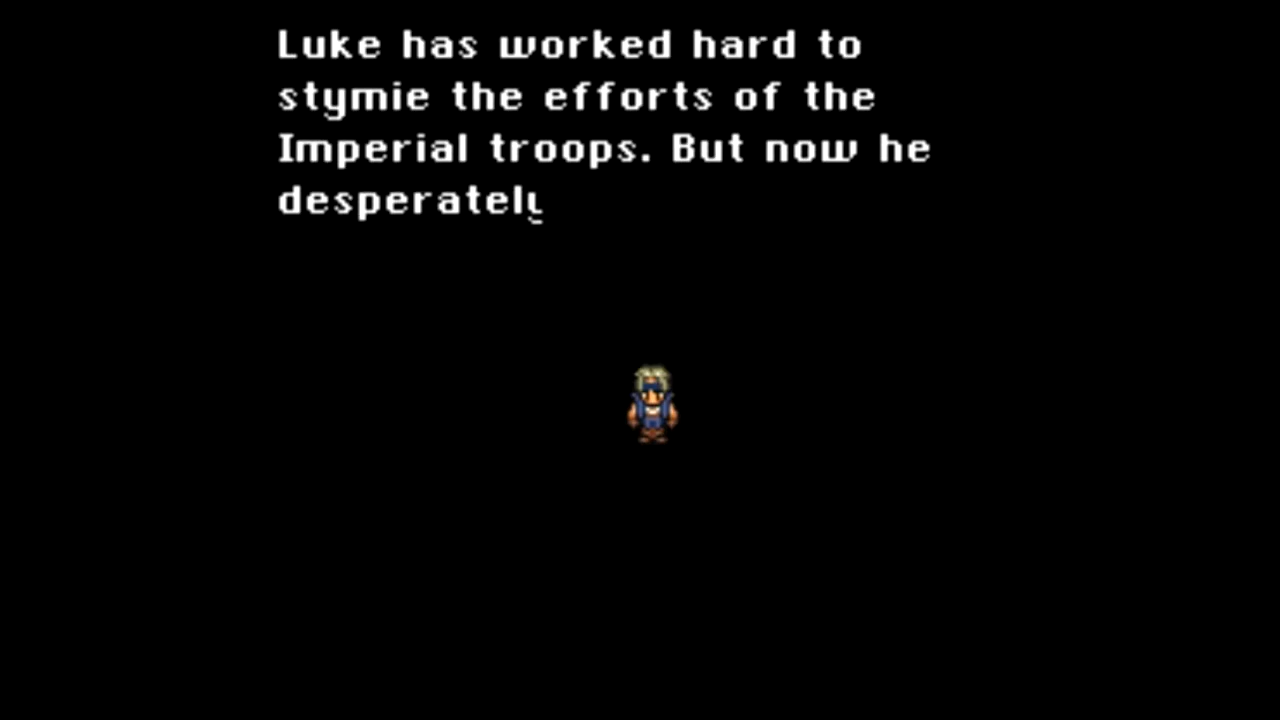 Luke has worked hard to
stymie the efforts of the
Imperial troops. But now he
desperately